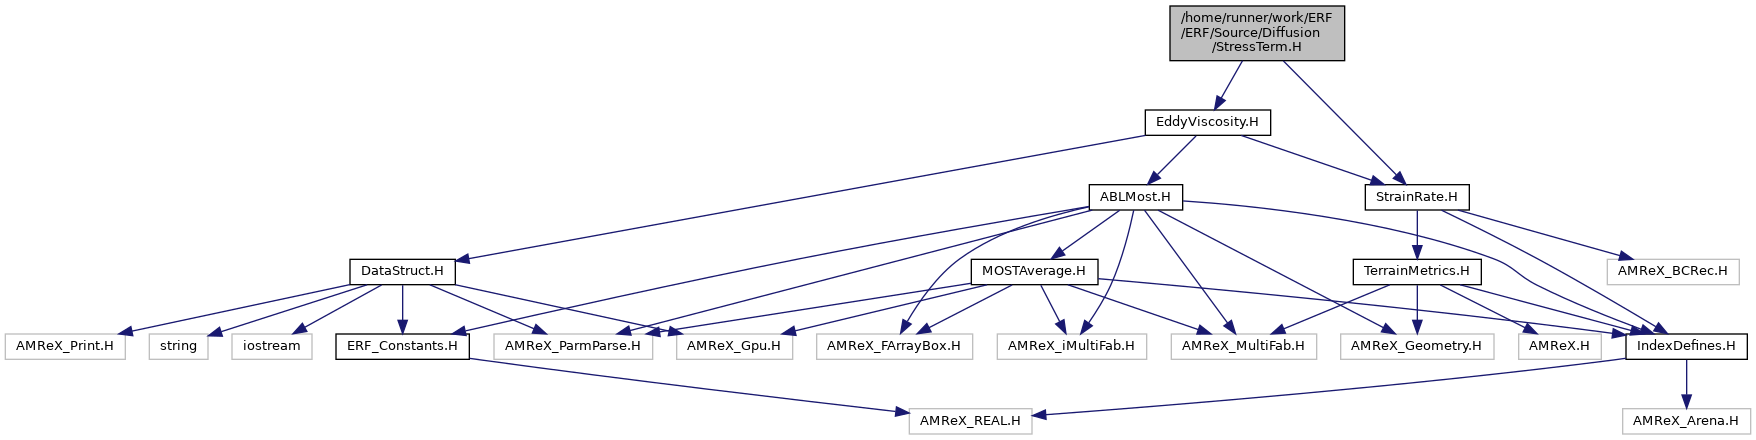 /home/runner/work/ERF
/ERF/Source/Diffusion
/StressTerm.H
EddyViscosity.H
ABLMost.H
StrainRate.H
DataStruct.H
MOSTAverage.H
TerrainMetrics.H
AMReX_BCRec.H
AMReX_Print.H
string
iostream
ERF_Constants.H
AMReX_ParmParse.H
AMReX_Gpu.H
AMReX_FArrayBox.H
AMReX_iMultiFab.H
AMReX_MultiFab.H
AMReX_Geometry.H
AMReX.H
IndexDefines.H
AMReX_REAL.H
AMReX_Arena.H